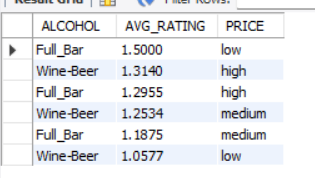 Result Grid Filter Rows:
ALCOHOL AVG_RATING PRICE
Full_Bar 1.5000 low
Wine-Beer 1.3140 high
Full_Bar 1.2955 high
Wine-Beer 1.2534 medium
Full_Bar 1.1875 medium
Wine-Beer 1.0577 low